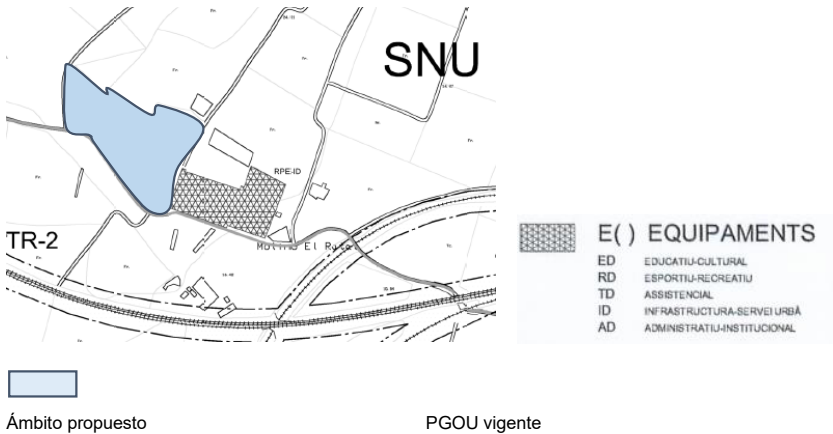 SNU
RPE-ID
TR-2
E( ) EQUIPAMENTS
ED EDUCATIU-CULTURAL
RD ESPORTIU-RECREATIU
TD ASSISTENCIAL
ID INFRASTRUCTURA-SERVEI URBÀ
AD ADMINISTRATIU-INSTITUCIONAL
Ámbito propuesto
PGOU vigente